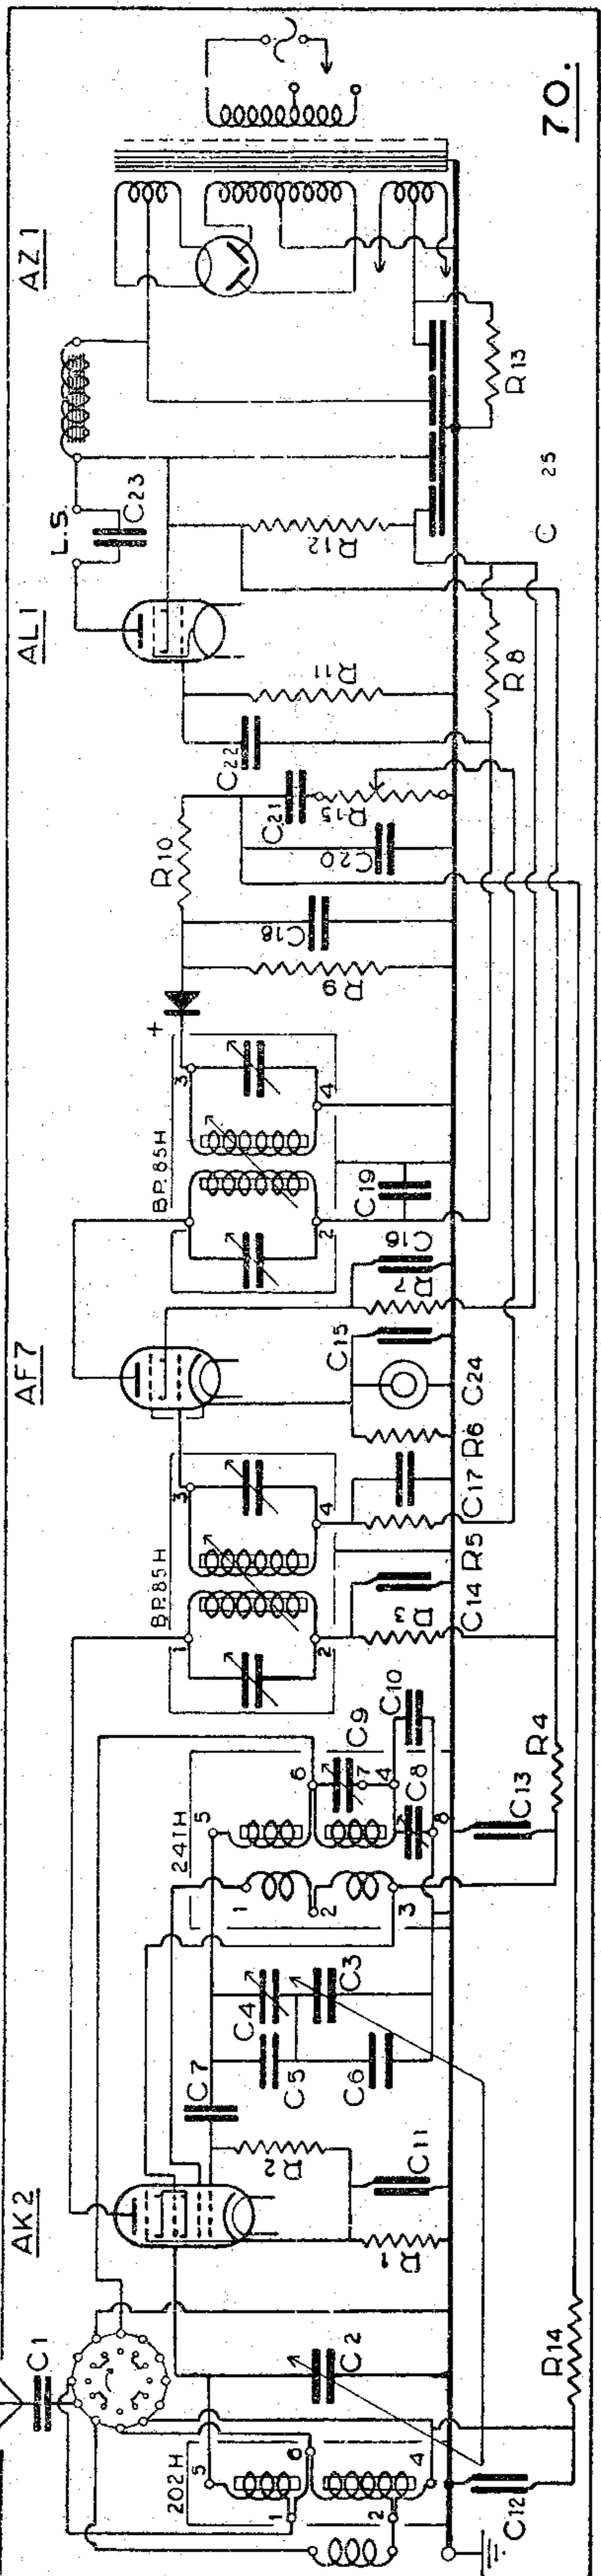 70.
AZ1
R13
C23
L.S.
R12
C 25
AL1
R11
R8
C22
C21
R15
C20
R10
C18
R9
+
BP.85H
3
4
2
C19
C16
R7
AF7
C15
C24
R6
C17
3
4
R5
BP.85H
1
2
C14
R3
C10
C9
6
7
4
C8
8
R4
C13
241H
5
1
2
3
C4
C3
C5
C6
C7
R2
C11
R1
AK2
C1
C2
R14
202H
5
6
4
1
2
C12